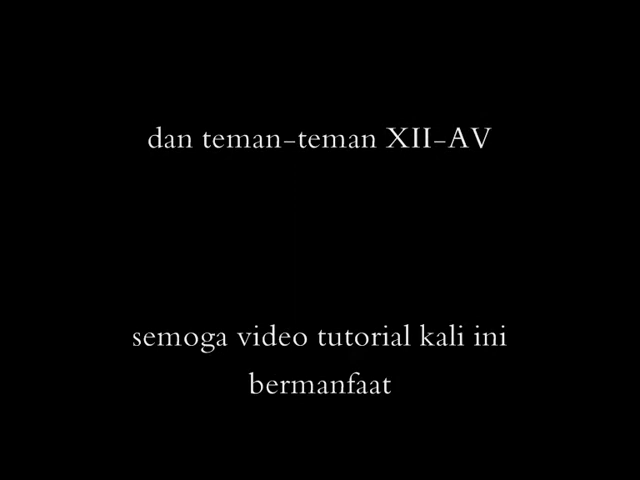 dan teman-teman XII-AV
semoga video tutorial kali ini
bermanfaat